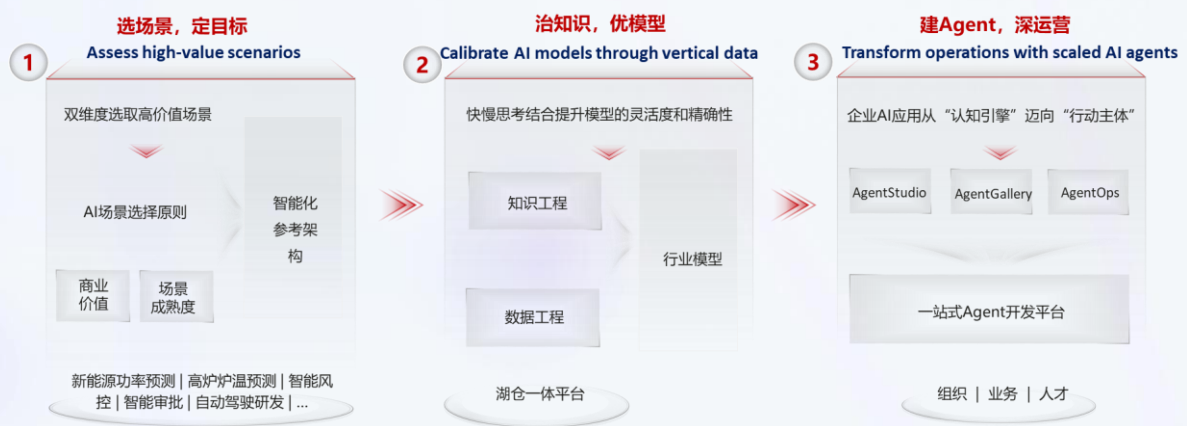 选场景，定目标
1
Assess high-value scenarios
双维度选取高价值场景
AI场景选择原则
智能化
参考架
构
商业
价值
场景
成熟度
新能源功率预测 | 高炉炉温预测 | 智能风
控 | 智能审批 | 自动驾驶研发 | ...
治知识，优模型
2
Calibrate AI models through vertical data
快慢思考结合提升模型的灵活度和精确性
知识工程
行业模型
数据工程
湖仓一体平台
建Agent，深运营
3
Transform operations with scaled AI agents
企业AI应用从“认知引擎”迈向“行动主体”
AgentStudio
AgentGallery
AgentOps
一站式Agent开发平台
组织 | 业务 | 人才